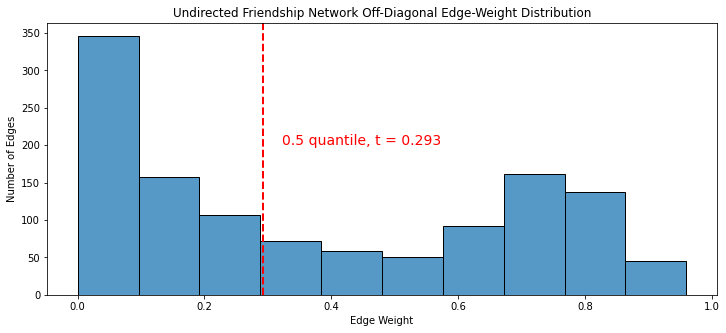 Undirected Friendship Network Off-Diagonal Edge-Weight Distribution
350
300
250
200
150
100
50
0
Number of Edges
0.5 quantile, t = 0.293
0.0 0.2 0.4 0.6 0.8 1.0
Edge Weight